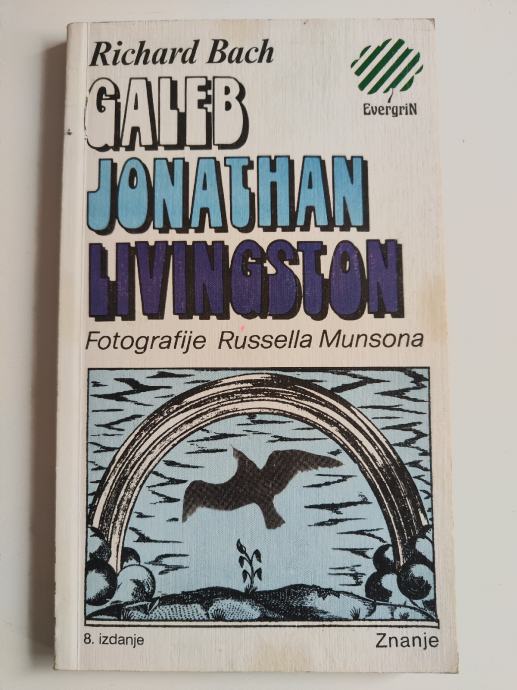 Richard Bach
EvergriN
GALEB
JONATHAN
LIVINGSTON
Fotografije Russella Munsona
8. izdanje
Znanje